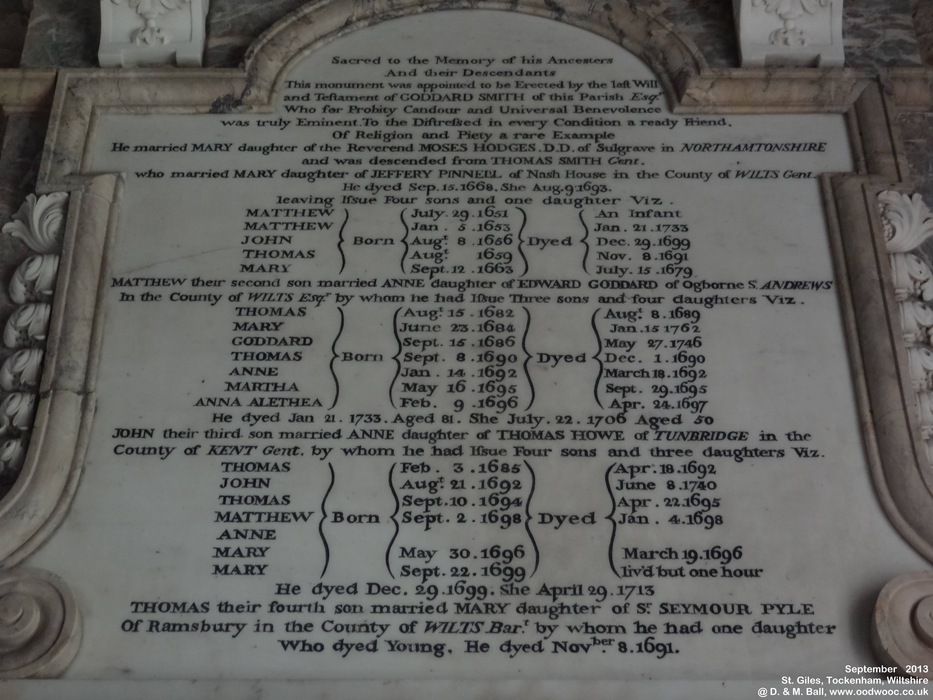 Sacred to the Memory of his Ancesters
And their Descendants
This monument was appointed to be Erected by the laſt Will
and Teſtament of GODDARD SMITH of this Parish Esqr.
Who for Probity Candour and Universal Benevolence
was truly Eminent. To the Diſtreſsed in every Condition a ready Friend.
Of Religion and Piety a rare Example
He married MARY daughter of the Reverend MOSES HODGES. D.D. of Sulgrave in NORTHAMTONSHIRE
and was descended from THOMAS SMITH Gent.
who married MARY daughter of JEFFERY PINNELL of Nash House in the County of WILTS Gent.
He dyed Sep. 15. 1668. She Aug. 9. 1693.
leaving Iſsue Four sons and one daughter Viz.
MATTHEW July. 29. 1651 An Infant
MATTHEW Jan. 5. 1653 Jan. 21. 1733
JOHN Born Augt. 8. 1656 Dyed Dec. 29. 1699
THOMAS Augt. 1659 Nov. 8. 1691
MARY Sept. 12. 1663 July. 15. 1679
MATTHEW their second son married ANNE daughter of EDWARD GODDARD of Ogborne St. ANDREWS
In the County of WILTS Esqr. by whom he had Iſsue Three sons and four daughters Viz.
THOMAS Augt. 15. 1682 Augt. 8. 1689
MARY June 23. 1684 Jan. 15 1762
GODDARD Sept. 15. 1686 May 27. 1746
THOMAS Born Sept. 8. 1690 Dyed Dec. 1. 1690
ANNE Jan. 14. 1692 March 18. 1692
MARTHA May 16. 1695 Sept. 29. 1695
ANNA ALETHEA Feb. 9. 1696 Apr. 24. 1697
He dyed Jan 21. 1733. Aged 81. She July. 22. 1706 Aged 50
JOHN their third son married ANNE daughter of THOMAS HOWE of TUNBRIDGE in the
County of KENT Gent. by whom he had Iſsue Four sons and three daughters Viz.
THOMAS Feb. 3. 1685 Apr. 18. 1692
JOHN Augt. 21. 1692 June 8. 1740
THOMAS Sept. 10. 1694 Apr. 22. 1695
MATTHEW Born Sept. 2. 1698 Dyed Jan. 4. 1698
ANNE
MARY May 30. 1696 March 19. 1696
MARY Sept. 22. 1699 liv'd but one hour
He dyed Dec. 29. 1699. She April 29. 1713
THOMAS their fourth son married MARY daughter of Sr. SEYMOUR PYLE
Of Ramsbury in the County of WILTS Bart. by whom he had one daughter
Who dyed Young. He dyed Novber. 8. 1691.
September 2013
St. Giles, Tockenham, Wiltshire
@ D. & M. Ball, www.oodwooc.co.uk